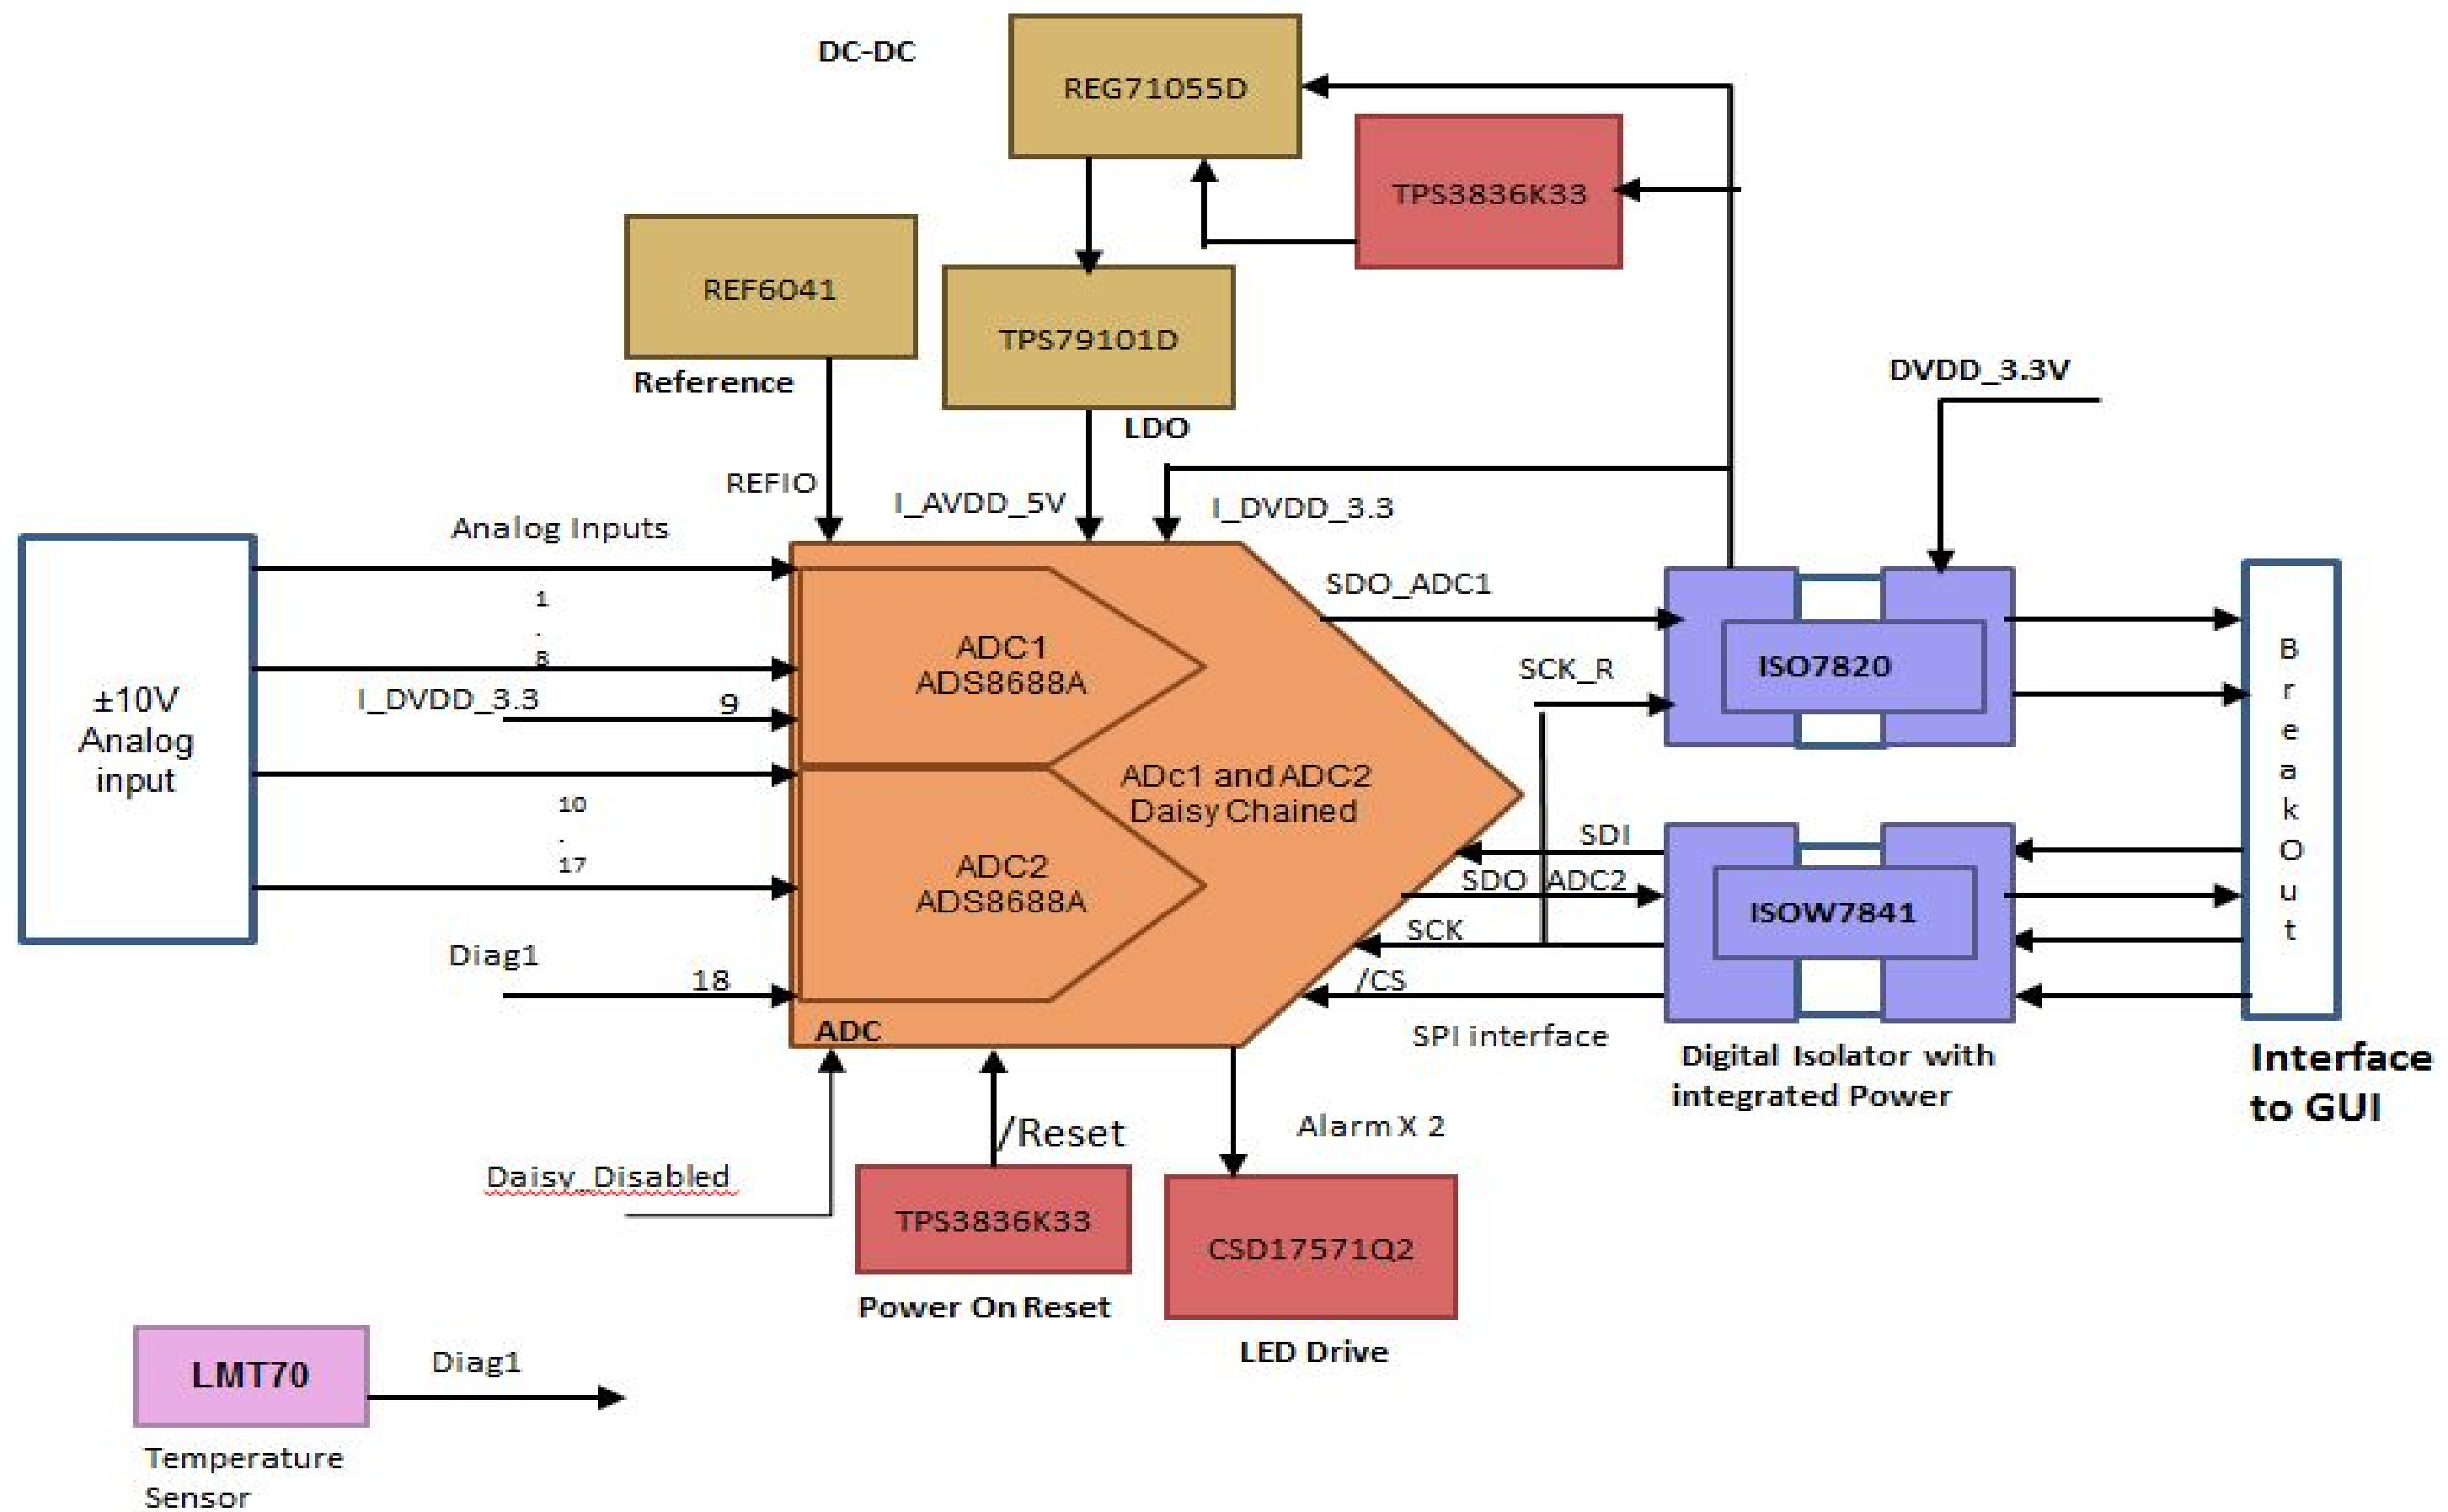 DC-DC
REG71055D
TPS3836K33
REF6041
Reference
TPS79101D
LDO
DVDD_3.3V
REFIO
I_AVDD_5V
I_DVDD_3.3
Analog Inputs
1
.
8
I_DVDD_3.3
9
10
.
17
Diag1
18
±10V
Analog
input
ADC1
ADS8688A
ADc1 and ADC2
Daisy Chained
ADC2
ADS8688A
ADC
SDO_ADC1
SCK_R
ISO7820
SDI
SDO_ADC2
SCK
/CS
SPI interface
ISOW7841
Digital Isolator with
integrated Power
B
r
e
a
k
O
u
t
Interface
to GUI
Daisy_Disabled
/Reset
TPS3836K33
Power On Reset
Alarm X 2
CSD17571Q2
LED Drive
LMT70
Diag1
Temperature
Sensor